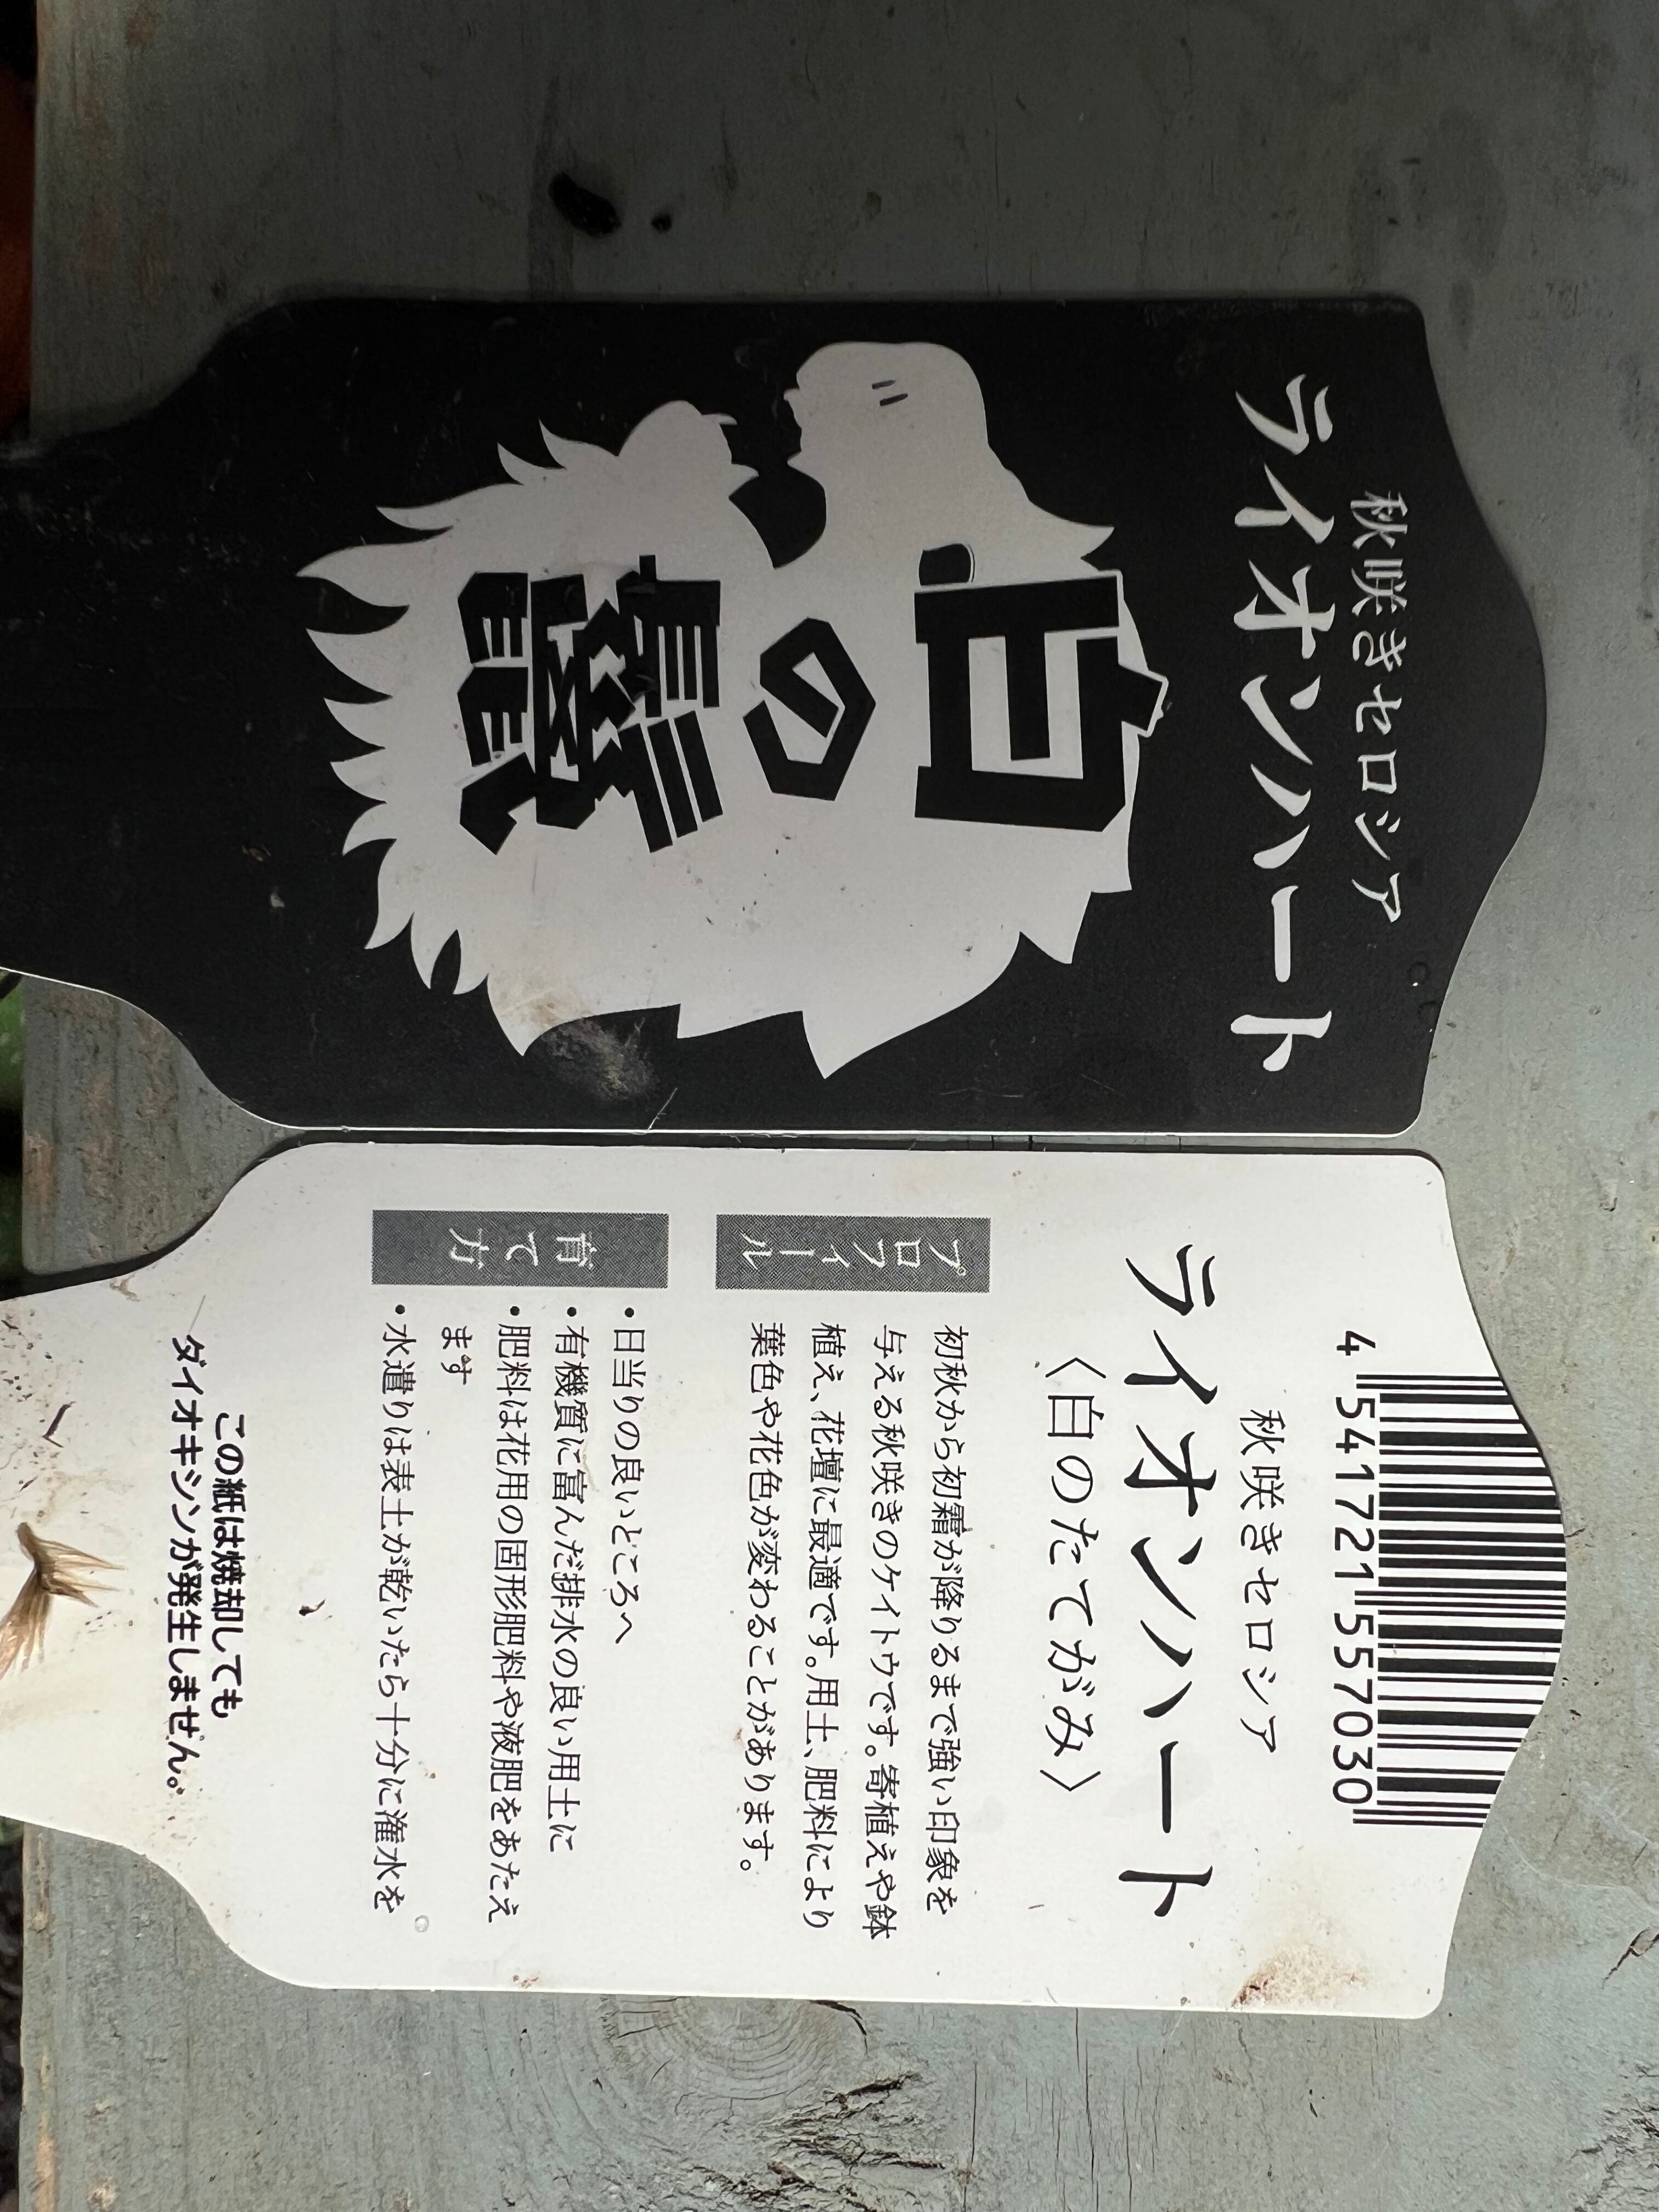 秋咲きセロシア
ライオンハート
白の鬣
4 541721 557030
秋咲きセロシア
ライオンハート
〈白のたてがみ〉
プロフィール
初秋から初霜が降りるまで強い印象を
与える秋咲きのケイトウです。寄植えや鉢
植え、花壇に最適です。用土、肥料により
葉色や花色が変わることがあります。
育て方
・日当りの良いところへ
・有機質に富んだ排水の良い用土に
・肥料は花用の固形肥料や液肥をあたえ
ます
・水遣りは表土が乾いたら十分に潅水を
この紙は焼却しても
ダイオキシンが発生しません。